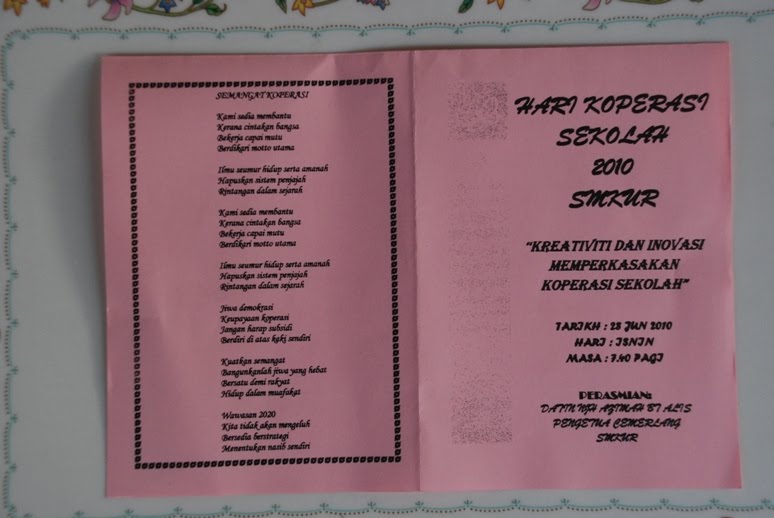 SEMANGAT KOPERASI
Kami sedia membantu
Kerana cintakan bangsa
Bekerja capai mutu
Berdikari motto utama
Ilmu seumur hidup serta amanah
Hapuskan sistem penjajah
Rintangan dalam sejarah
Kami sedia membantu
Kerana cintakan bangsa
Bekerja capai mutu
Berdikari motto utama
Ilmu seumur hidup serta amanah
Hapuskan sistem penjajah
Rintangan dalam sejarah
Jiwa demokrasi
Keupayaan koperasi
Jangan harap subsidi
Berdiri di atas kaki sendiri
Kuatkan semangat
Bangunkanlah jiwa yang hebat
Bersatu demi rakyat
Hidup dalam muafakat
Wawasan 2020
Kita tidak akan mengeluh
Bersedia berstrategi
Menentukan nasib sendiri
HARI KOPERASI
SEKOLAH
2010
SMKUR
"KREATIVITI DAN INOVASI
MEMPERKASAKAN
KOPERASI SEKOLAH"
TARIKH : 28 JUN 2010
HARI : ISNIN
MASA : 7.40 PAGI
PERASMIAN:
DATIN NGH AZIMAH BT ALIS
PENGETUA CEMERLANG
SMKUR